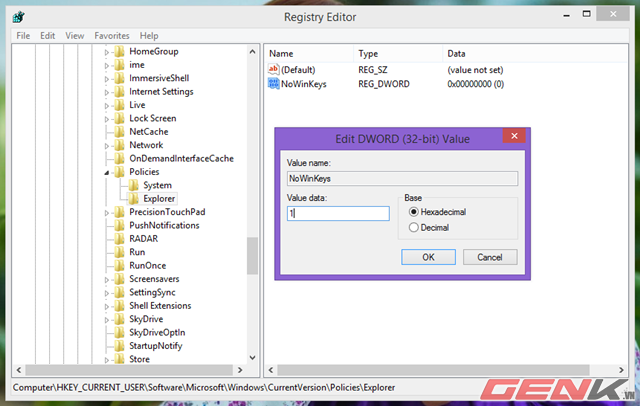 Registry Editor
File Edit View Favorites Help
HomeGroup
ime
ImmersiveShell
Internet Settings
Live
Lock Screen
NetCache
Network
OnDemandInterfaceCache
Policies
System
Explorer
PrecisionTouchPad
PushNotifications
RADAR
Run
RunOnce
Screensavers
SettingSync
Shell Extensions
SkyDrive
SkyDriveOptIn
StartupNotify
Store
Name Type Data
(Default) REG_SZ (value not set)
NoWinKeys REG_DWORD 0x00000000 (0)
Edit DWORD (32-bit) Value
Value name:
NoWinKeys
Value data:
1
Base
Hexadecimal
Decimal
OK Cancel
Computer\HKEY_CURRENT_USER\Software\Microsoft\Windows\CurrentVersion\Policies\Explorer
GENK.VN